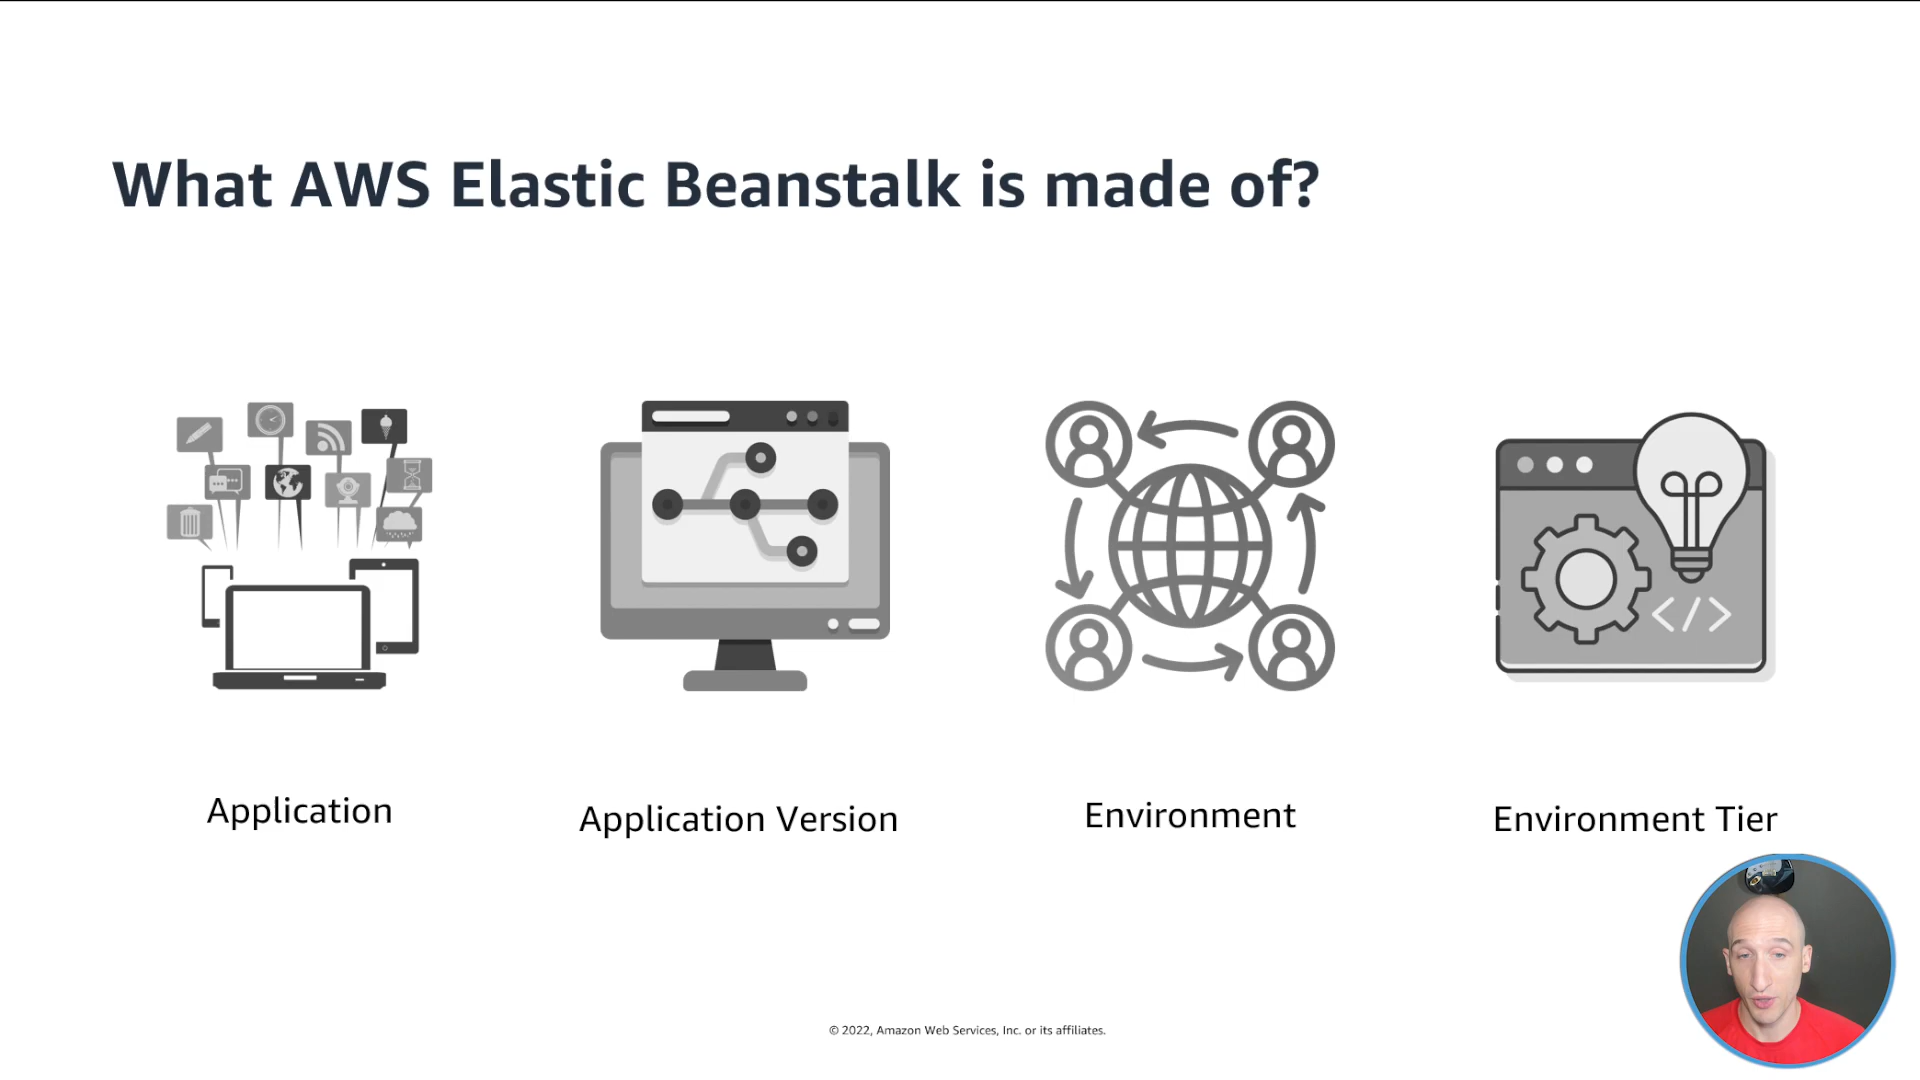 What AWS Elastic Beanstalk is made of?
Application
Application Version
Environment
Environment Tier
© 2022, Amazon Web Services, Inc. or its affiliates.